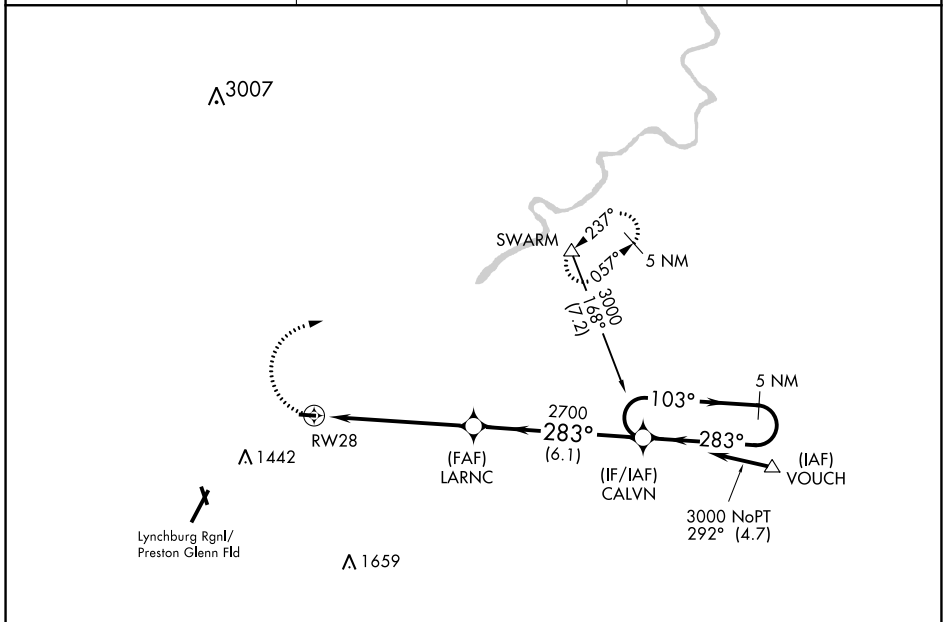 3007
SWARM
237°
057°
5 NM
3000
168°
(7.2)
103°
5 NM
RW28
2700
283°
(6.1)
283°
(FAF)
LARNC
(IF/IAF)
CALVN
(IAF)
VOUCH
1442
3000 NoPT
292° (4.7)
Lynchburg Rgnl/
Preston Glenn Fld
1659